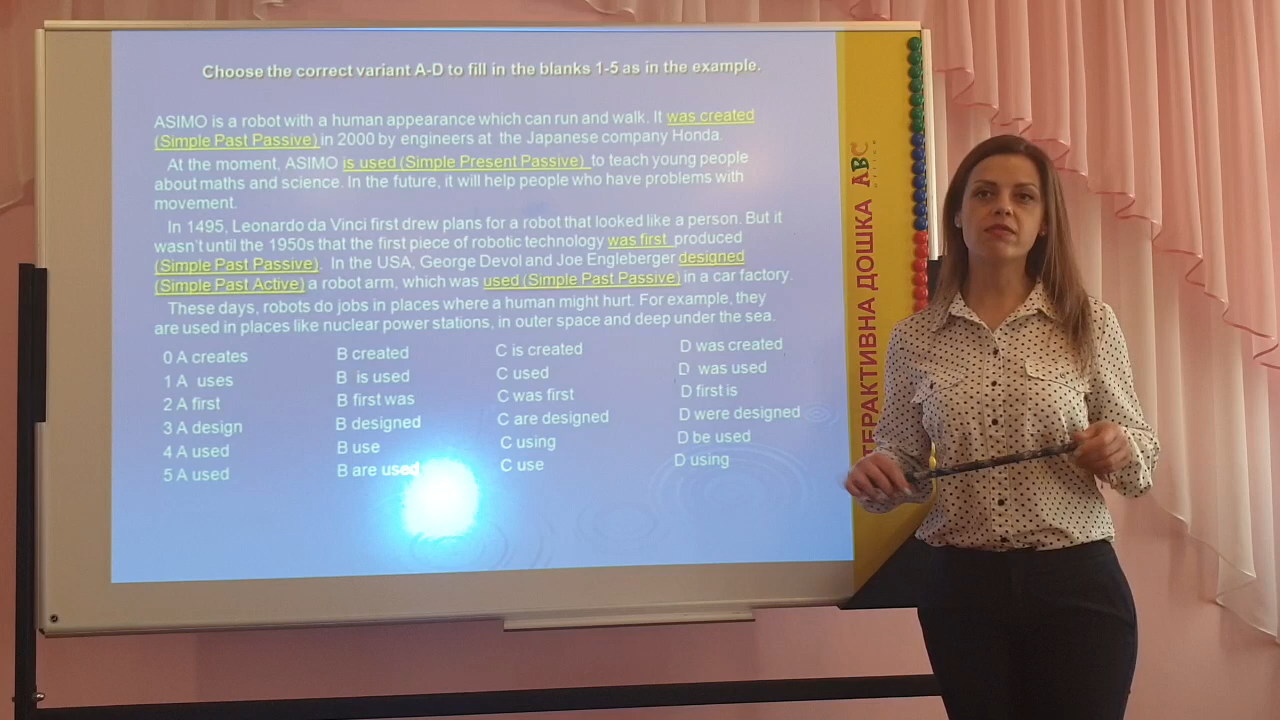 Choose the correct variant A-D to fill in the blanks 1-5 as in the example.
ASIMO is a robot with a human appearance which can run and walk. It was created
(Simple Past Passive) in 2000 by engineers at the Japanese company Honda.
At the moment, ASIMO is used (Simple Present Passive) to teach young people
about maths and science. In the future, it will help people who have problems with
movement.
In 1495, Leonardo da Vinci first drew plans for a robot that looked like a person. But it
wasn't until the 1950s that the first piece of robotic technology was first produced
(Simple Past Passive). In the USA, George Devol and Joe Engleberger designed
(Simple Past Active) a robot arm, which was used (Simple Past Passive) in a car factory.
These days, robots do jobs in places where a human might hurt. For example, they
are used in places like nuclear power stations, in outer space and deep under the sea.
0 A creates B created C is created D was created
1 A uses B is used C used D was used
2 A first B first was C was first D first is
3 A design B designed C are designed D were designed
4 A used B use C using D be used
5 A used B are used C use D using
ТЕРАКТИВНА ДОШКА ABC